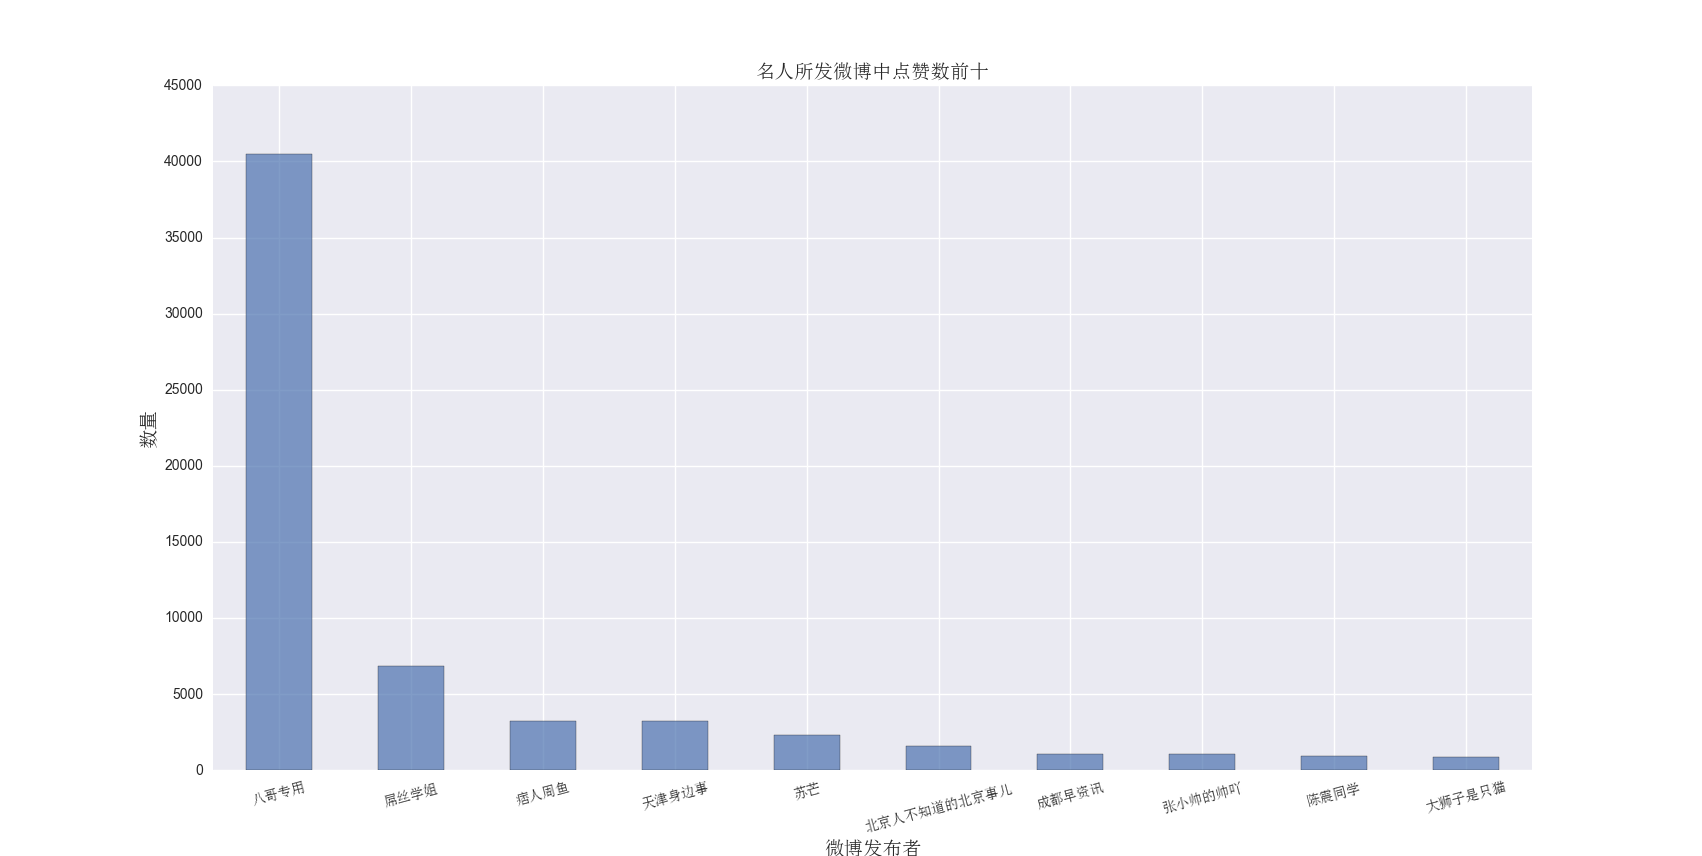 名人所发微博中点赞数前十
45000
40000
35000
30000
25000
20000
15000
10000
5000
0
数量
八哥专用
屌丝学姐
痞人周鱼
天津身边事
苏芒
北京人不知道的北京事儿
成都早资讯
张小帅的帅吖
陈震同学
大狮子是只猫
微博发布者